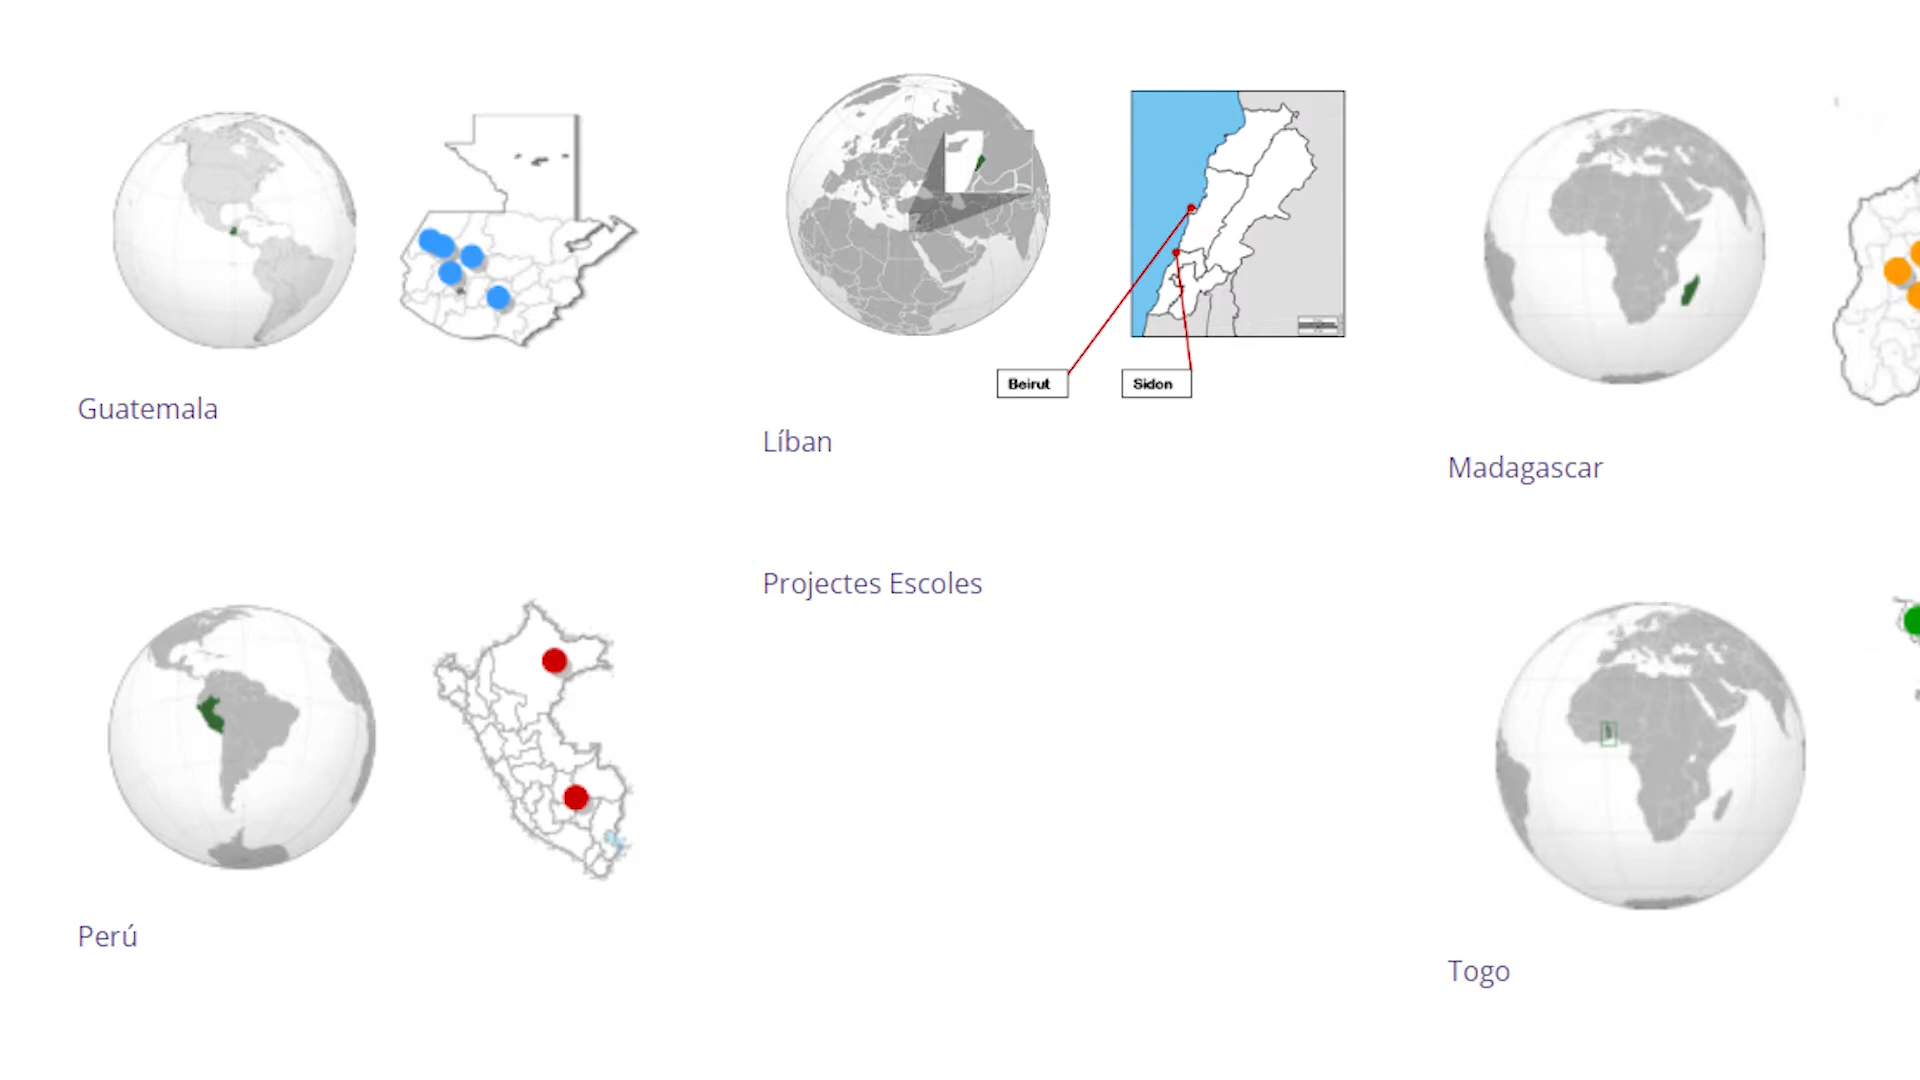 Beirut
Sidon
Guatemala
Líban
Madagascar
Projectes Escoles
Perú
Togo